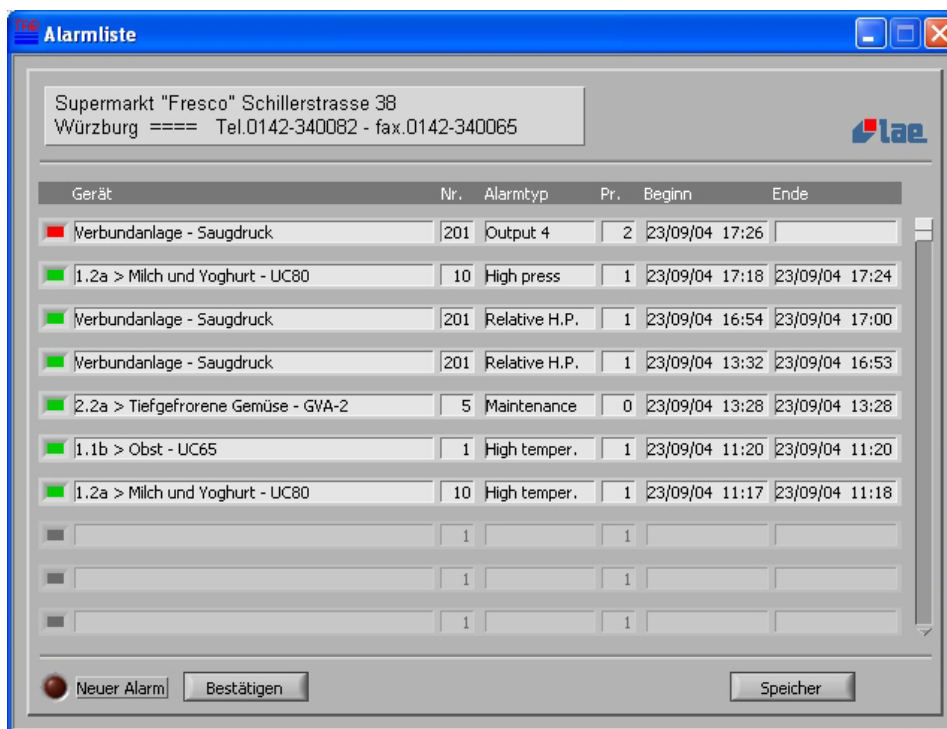 Alarmliste
Supermarkt "Fresco" Schillerstrasse 38
Würzburg ==== Tel.0142-340082 - fax.0142-340065
lae
Gerät Nr. Alarmtyp Pr. Beginn Ende
Verbundanlage - Saugdruck 201 Output 4 2 23/09/04 17:26
1.2a > Milch und Yoghurt - UC80 10 High press 1 23/09/04 17:18 23/09/04 17:24
Verbundanlage - Saugdruck 201 Relative H.P. 1 23/09/04 16:54 23/09/04 17:00
Verbundanlage - Saugdruck 201 Relative H.P. 1 23/09/04 13:32 23/09/04 16:53
2.2a > Tiefgefrorene Gemüse - GVA-2 5 Maintenance 0 23/09/04 13:28 23/09/04 13:28
1.1b > Obst - UC65 1 High temper. 1 23/09/04 11:20 23/09/04 11:20
1.2a > Milch und Yoghurt - UC80 10 High temper. 1 23/09/04 11:17 23/09/04 11:18
1 1
1 1
1 1
Neuer Alarm Bestätigen Speicher